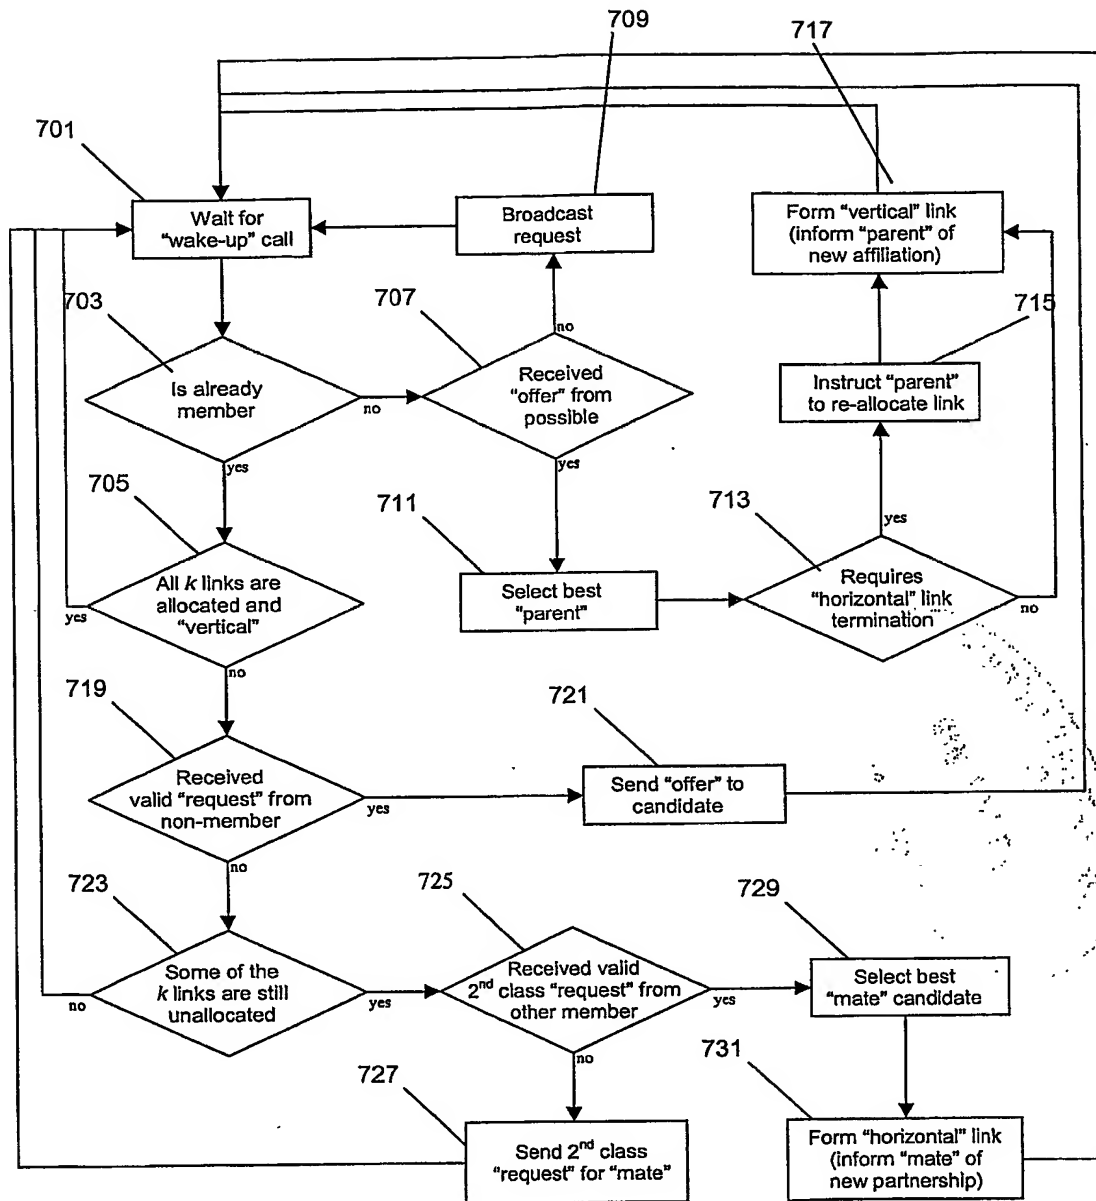 709
717
701
Wait for
"wake-up" call
Broadcast
request
Form "vertical" link
(inform "parent" of
new affiliation)
703
707
no
715
Is already
member
no
Received
"offer" from
possible
Instruct "parent"
to re-allocate link
yes
yes
705
711
713
yes
All k links are
allocated and
"vertical"
yes
Select best
"parent"
Requires
"horizontal" link
termination
no
no
719
721
Received
valid "request" from
non-member
yes
Send "offer" to
candidate
no
723
725
729
Some of the
k links are still
unallocated
no
yes
Received valid
2nd class "request" from
other member
yes
Select best
"mate" candidate
no
727
731
Send 2nd class
"request" for "mate"
Form "horizontal" link
(inform "mate" of
new partnership)